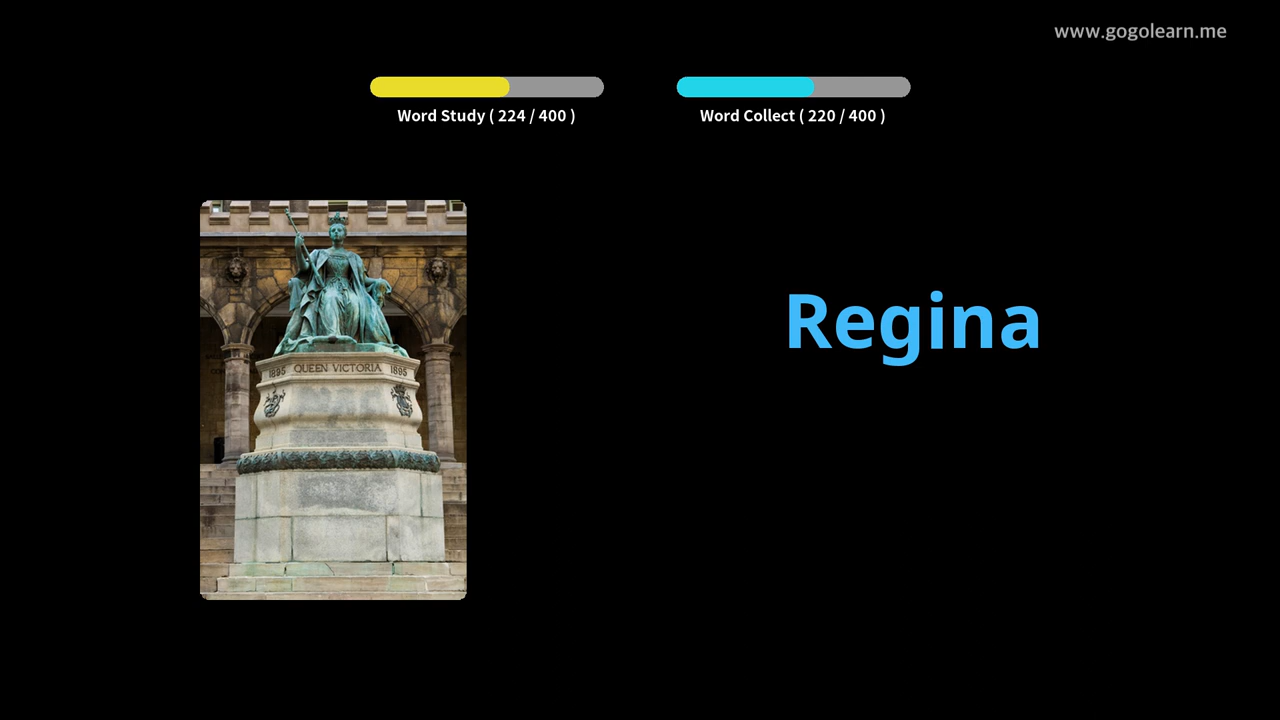 www.gogolearn.me
Word Study ( 224 / 400 )
Word Collect ( 220 / 400 )
Regina
1895 QUEEN VICTORIA 1895